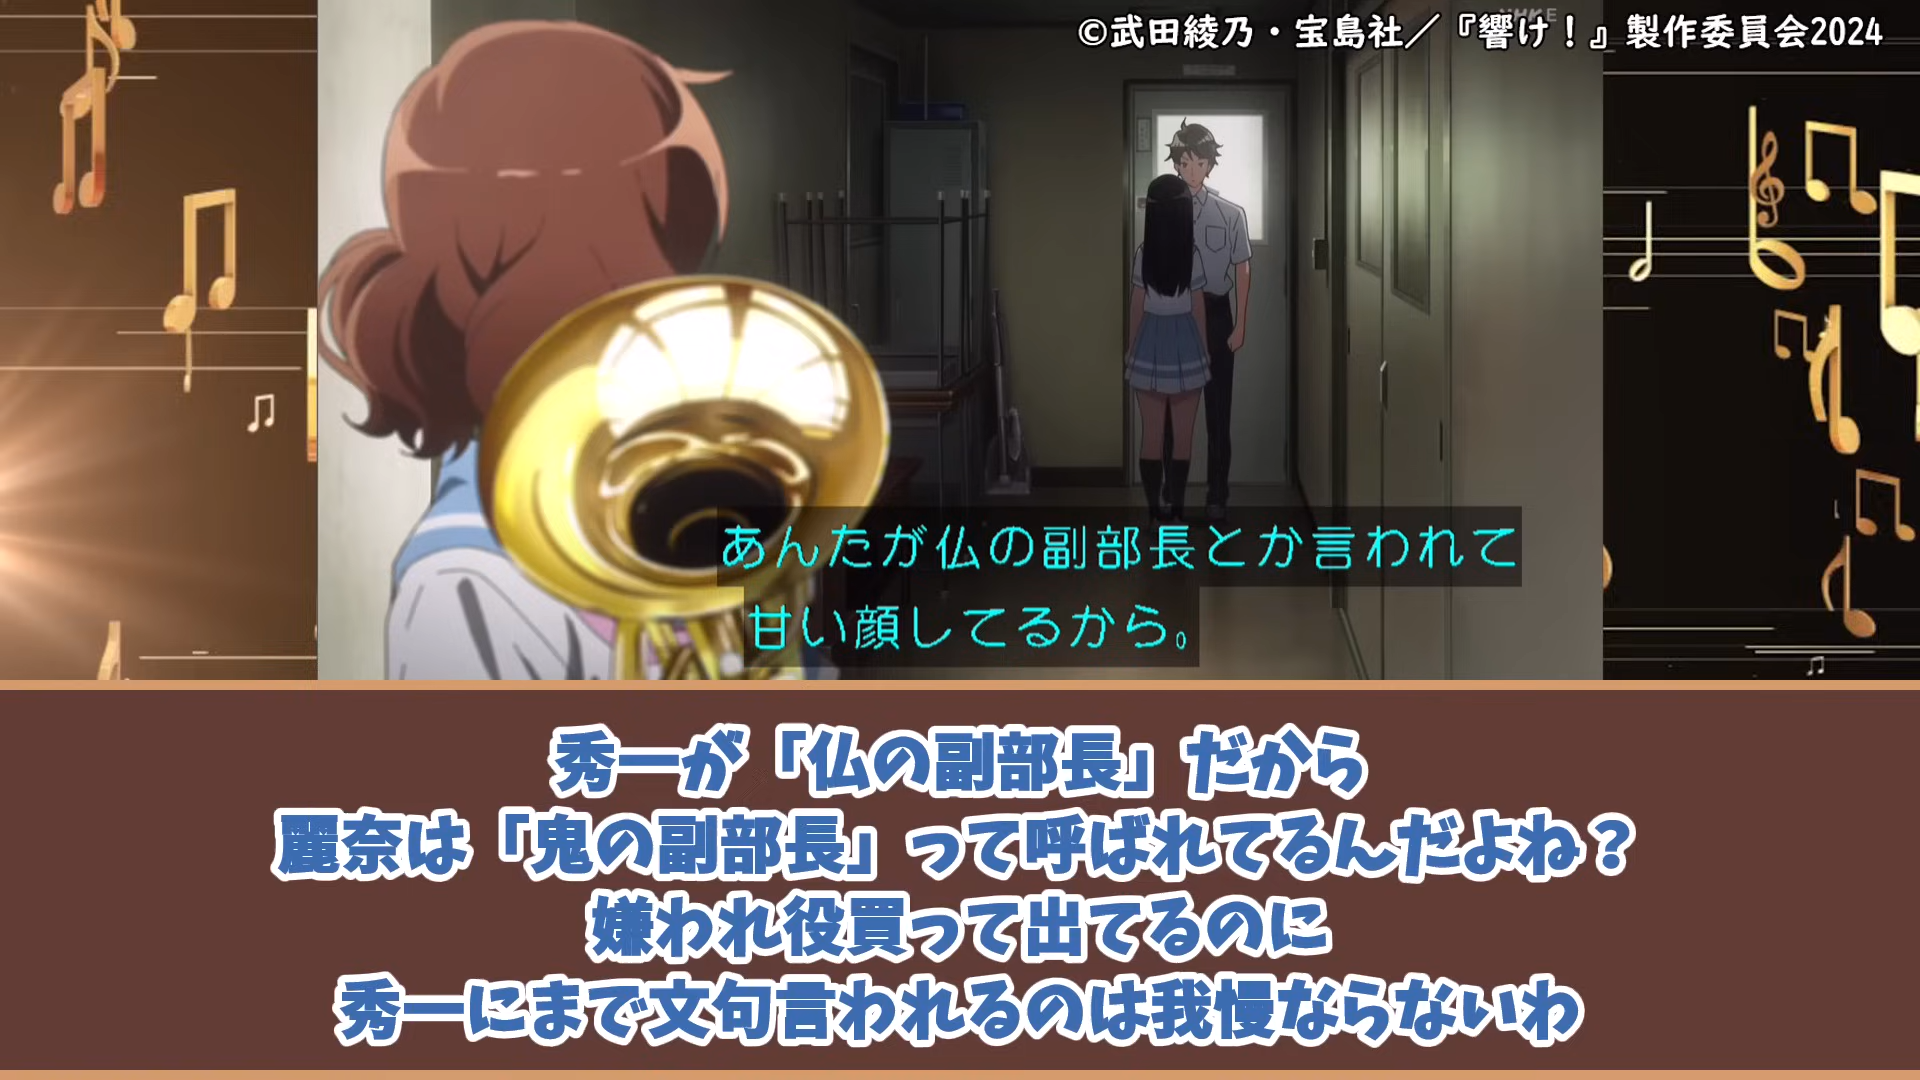 ©武田綾乃・宝島社／『響け！』製作委員会2024
あんたが仏の副部長とか言われて
甘い顔してるから。
秀一が「仏の副部長」だから
麗奈は「鬼の副部長」って呼ばれてるんだよね？
嫌われ役買って出てるのに
秀一にまで文句言われるのは我慢ならないわ